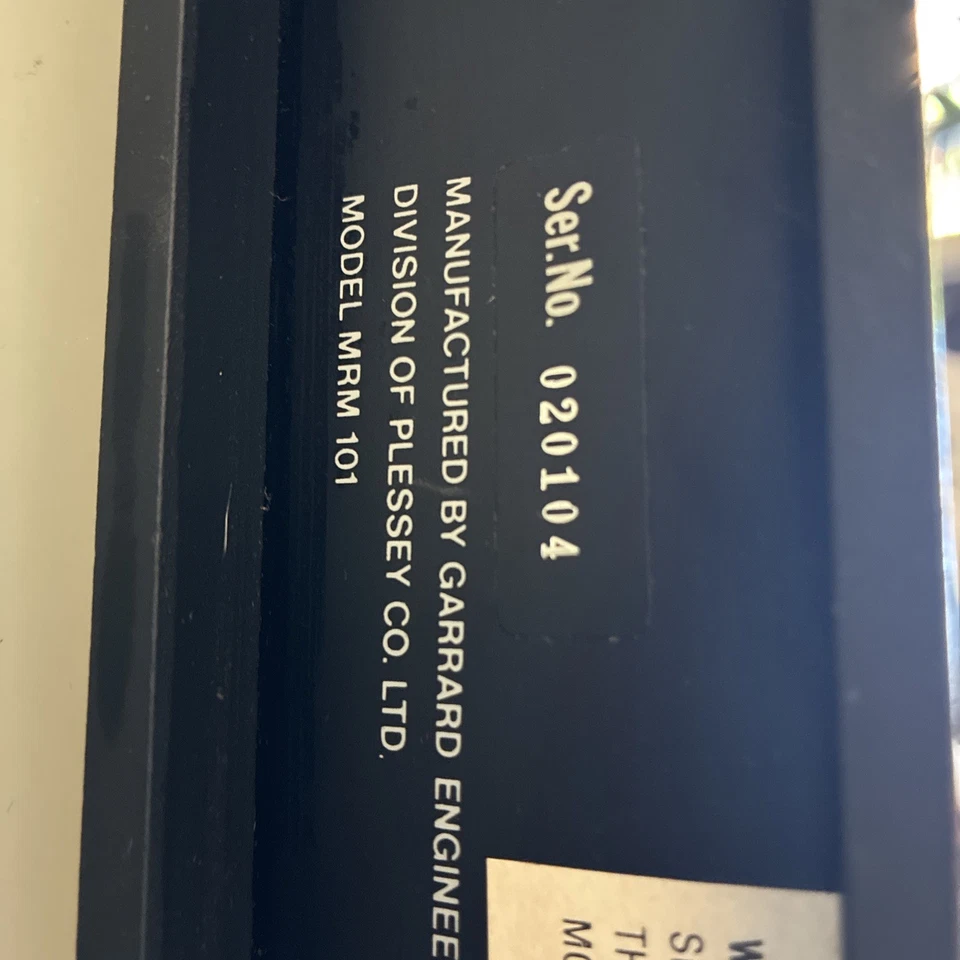 Ser.No. 020104
MANUFACTURED BY GARRARD ENGINEE
DIVISION OF PLESSEY CO. LTD.
MODEL MRM 101